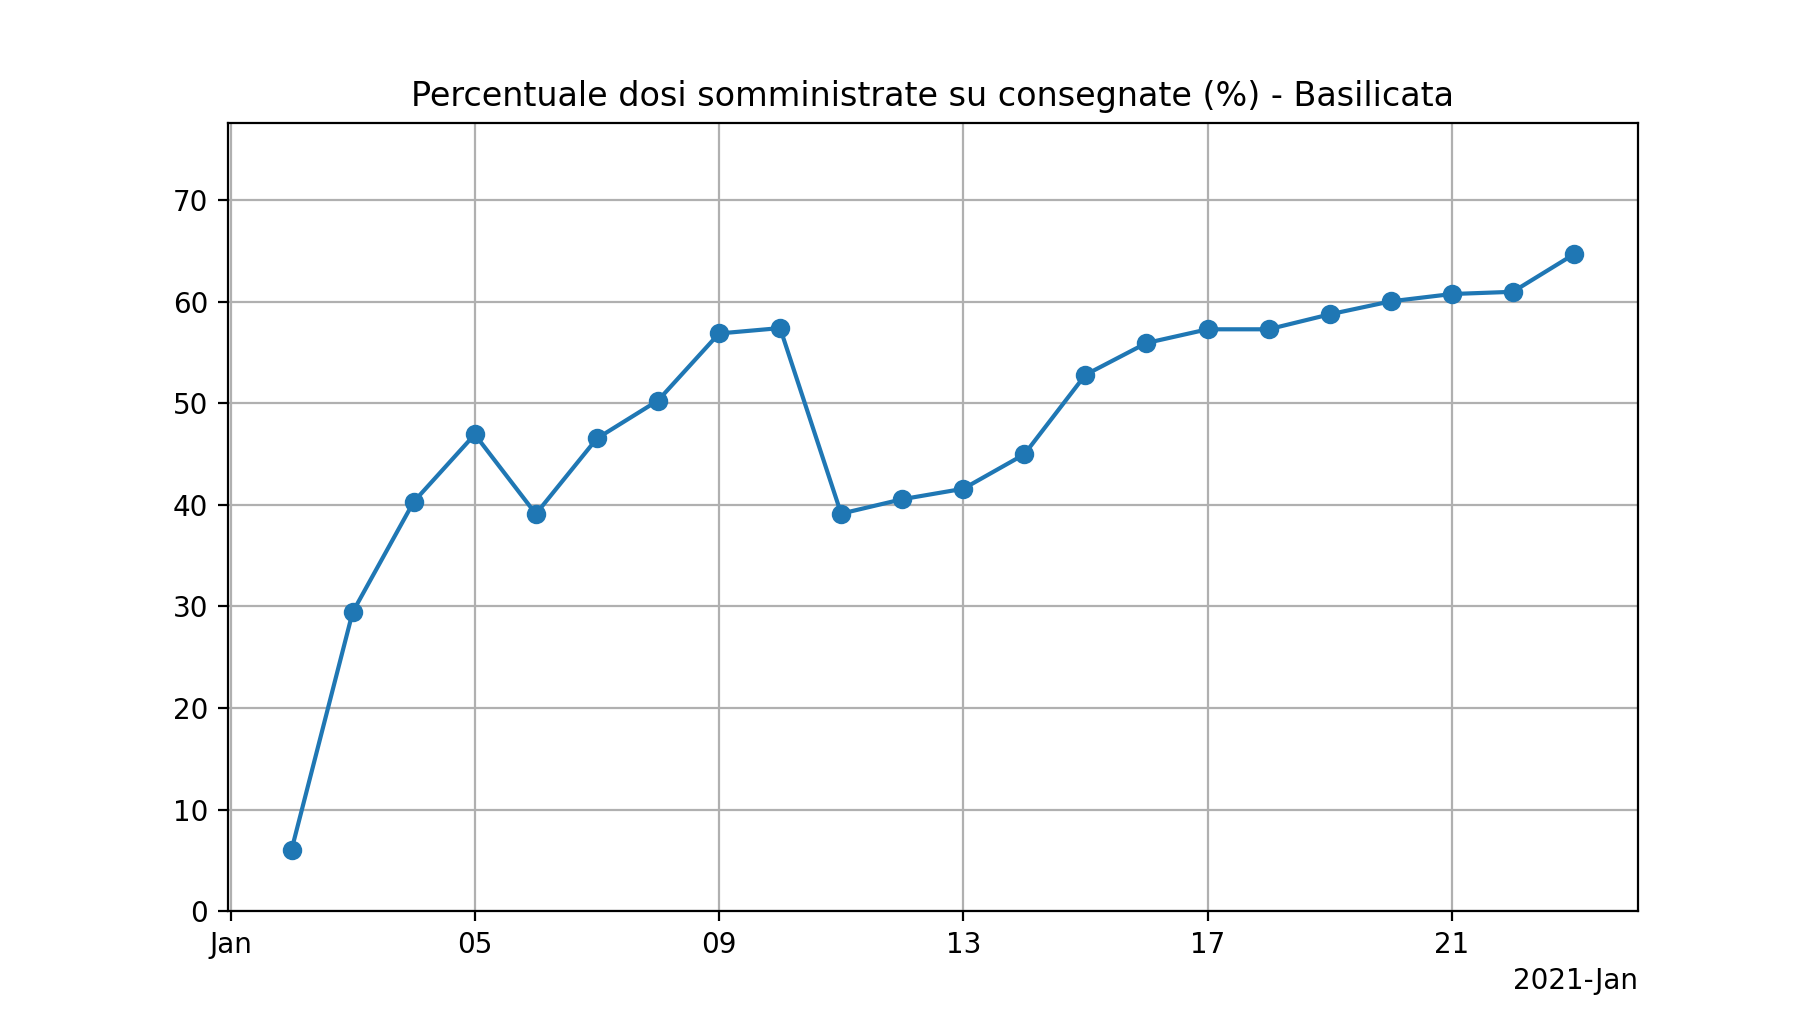 Percentuale dosi somministrate su consegnate (%) - Basilicata
70
60
50
40
30
20
10
0
Jan 05 09 13 17 21
2021-Jan